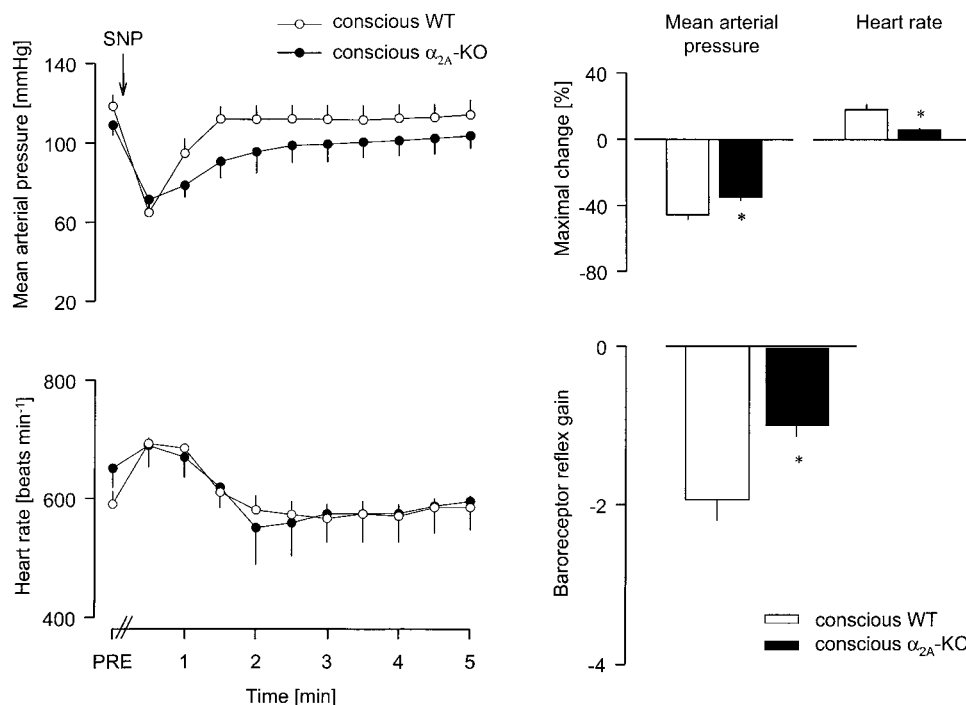 conscious WT
conscious α2A-KO
SNP
Mean arterial pressure [mmHg]
140
100
60
20
Heart rate [beats min-1]
800
600
400
PRE 1 2 3 4 5
Time [min]
Mean arterial
pressure
Heart rate
Maximal change [%]
40
0
-40
-80
*
*
Baroreceptor reflex gain
0
-2
-4
*
conscious WT
conscious α2A-KO